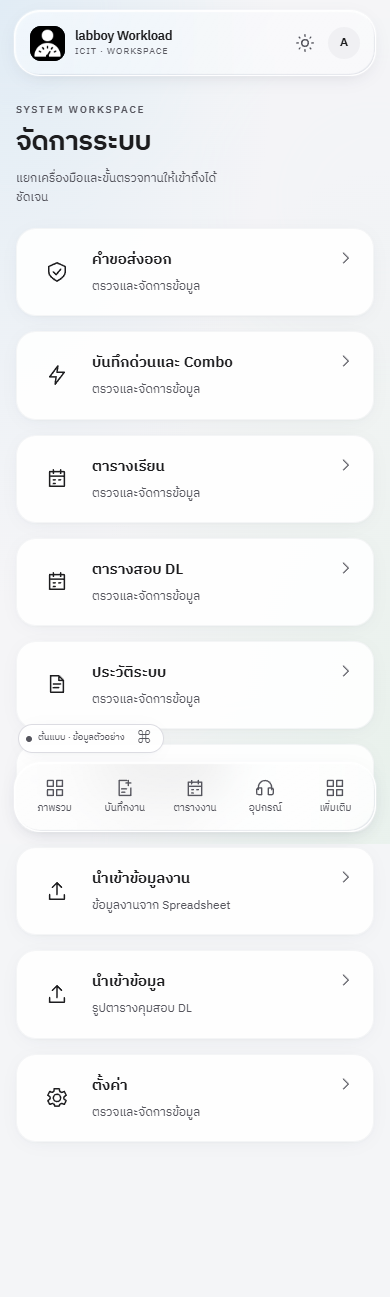 labboy Workload
ICIT · WORKSPACE
A
SYSTEM WORKSPACE
จัดการระบบ
แยกเครื่องมือและขั้นตรวจทานให้เข้าถึงได้
ชัดเจน
คำขอส่งออก
ตรวจและจัดการข้อมูล
บันทึกด่วนและ Combo
ตรวจและจัดการข้อมูล
ตารางเรียน
ตรวจและจัดการข้อมูล
ตารางสอบ DL
ตรวจและจัดการข้อมูล
ประวัติระบบ
ตรวจและจัดการข้อมูล
ต้นแบบ · ข้อมูลตัวอย่าง ⌘
ภาพรวม
บันทึกงาน
ตารางงาน
อุปกรณ์
เพิ่มเติม
นำเข้าข้อมูลงาน
ข้อมูลงานจาก Spreadsheet
นำเข้าข้อมูล
รูปตารางคุมสอบ DL
ตั้งค่า
ตรวจและจัดการข้อมูล